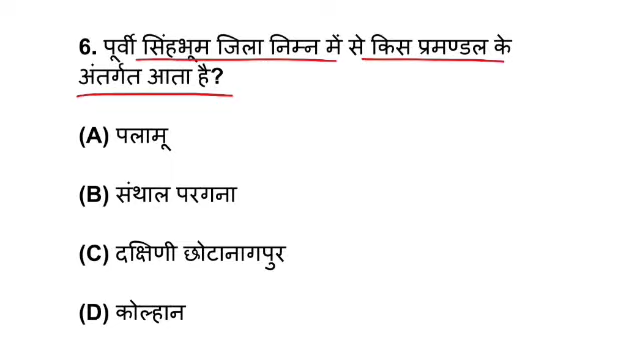 6. पूर्वी सिंहभूम जिला निम्न में से किस प्रमण्डल के
अंतर्गत आता है?
(A) पलामू
(B) संथाल परगना
(C) दक्षिणी छोटानागपुर
(D) कोल्हान